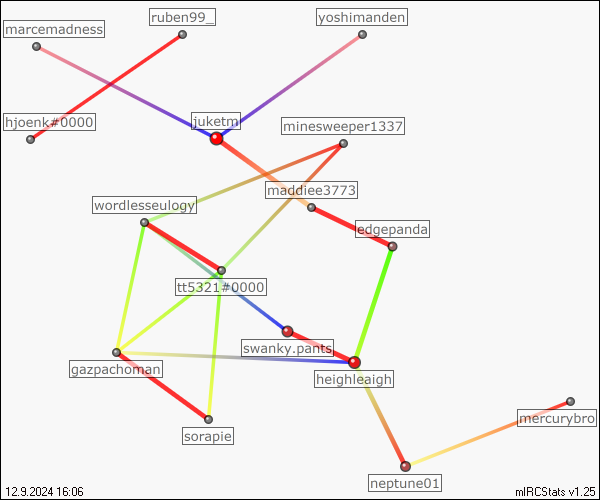 ruben99_
yoshimanden
marcemadness
hjoenk#0000
juketm
minesweeper1337
maddiee3773
wordlesseulogy
edgepanda
tt5321#0000
swanky.pants
gazpachoman
heighleaigh
mercurybro
sorapie
neptune01
12.9.2024 16:06
mIRCStats v1.25